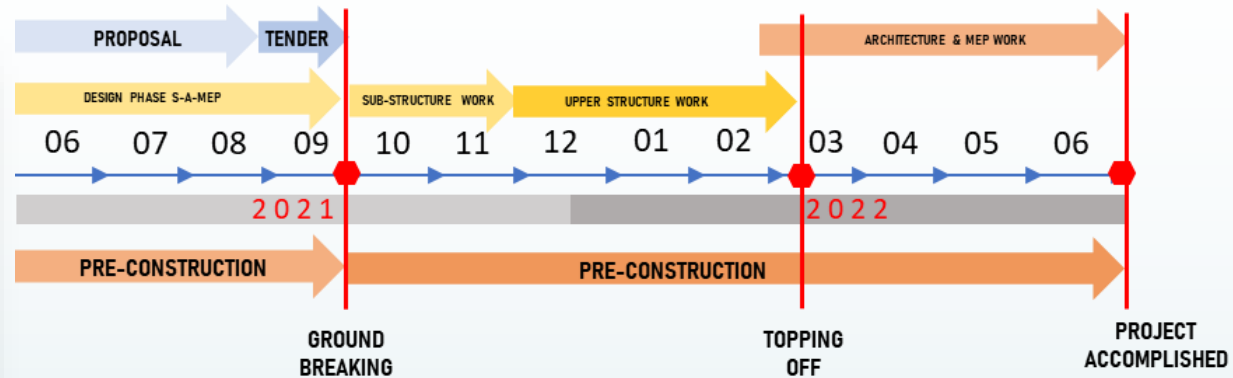 PROPOSAL
TENDER
ARCHITECTURE & MEP WORK
DESIGN PHASE S-A-MEP
SUB-STRUCTURE WORK
UPPER STRUCTURE WORK
06 07 08 09 10 11 12 01 02 03 04 05 06
2021
2022
PRE-CONSTRUCTION
PRE-CONSTRUCTION
GROUND
BREAKING
TOPPING
OFF
PROJECT
ACCOMPLISHED